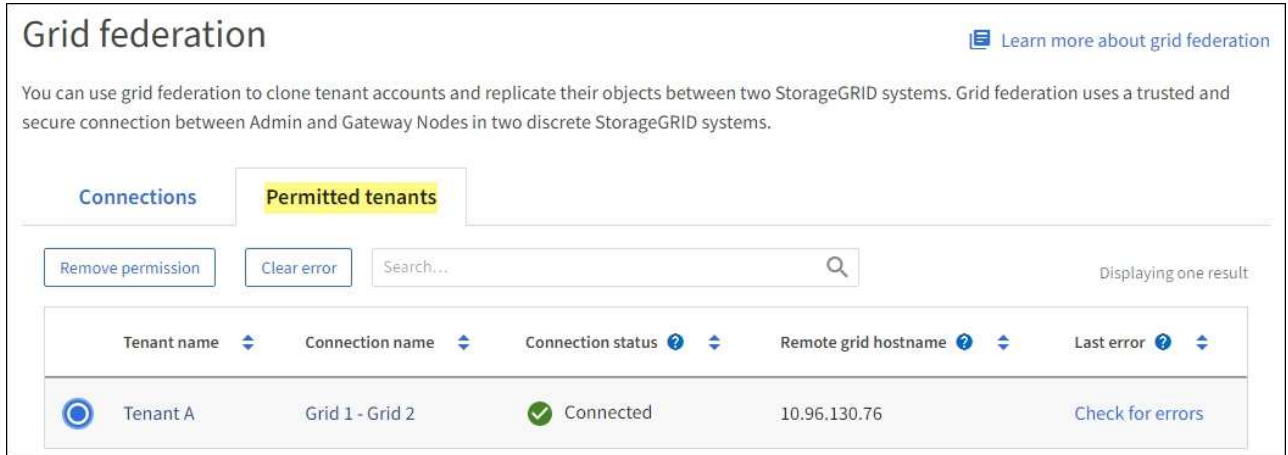 Grid federation
Learn more about grid federation
You can use grid federation to clone tenant accounts and replicate their objects between two StorageGRID systems. Grid federation uses a trusted and
secure connection between Admin and Gateway Nodes in two discrete StorageGRID systems.
Connections Permitted tenants
Remove permission Clear error Search... Displaying one result
Tenant name Connection name Connection status ? Remote grid hostname ? Last error ?
Tenant A Grid 1 - Grid 2 Connected 10.96.130.76 Check for errors